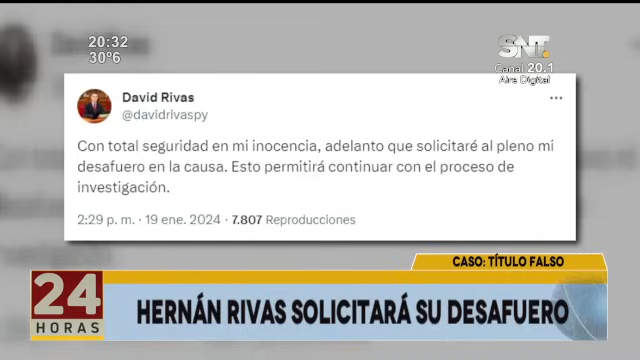 20:32
30°6
SNT.
Canal 20.1
Aire Digital
David Rivas
@davidrivaspy
Con total seguridad en mi inocencia, adelanto que solicitaré al pleno mi
desafuero en la causa. Esto permitirá continuar con el proceso de
investigación.
2:29 p. m. · 19 ene. 2024 · 7.807 Reproducciones
CASO: TÍTULO FALSO
24
HORAS
HERNÁN RIVAS SOLICITARÁ SU DESAFUERO